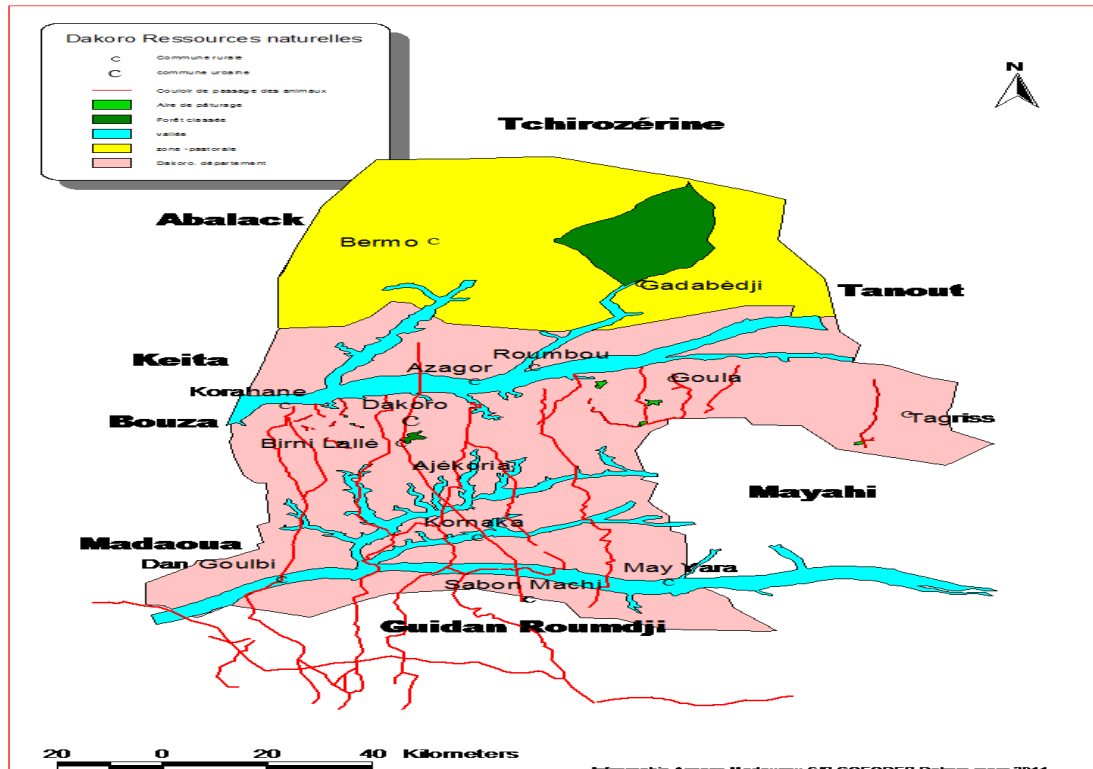 Dakoro Ressources naturelles
C Commune rurale
C commune urbaine
Couloir de passage des animaux
Aire de pâturage
Forêt classée
vallée
zone -pastorale
Dakoro. département
N
Tchirozérine
Abalack
Bermo C
Gadabèdji
Tanout
Keita
Roumbou
Azagor
Goula
Korahane
Dakoro
Bouza
Tagriss
Birni Lallé
Ajékoria
Mayahi
Kornaka
Madaoua
Dan Goulbi
May Yara
Sabon Machi
Guidan Roumdji
20 0 20 40 Kilometers